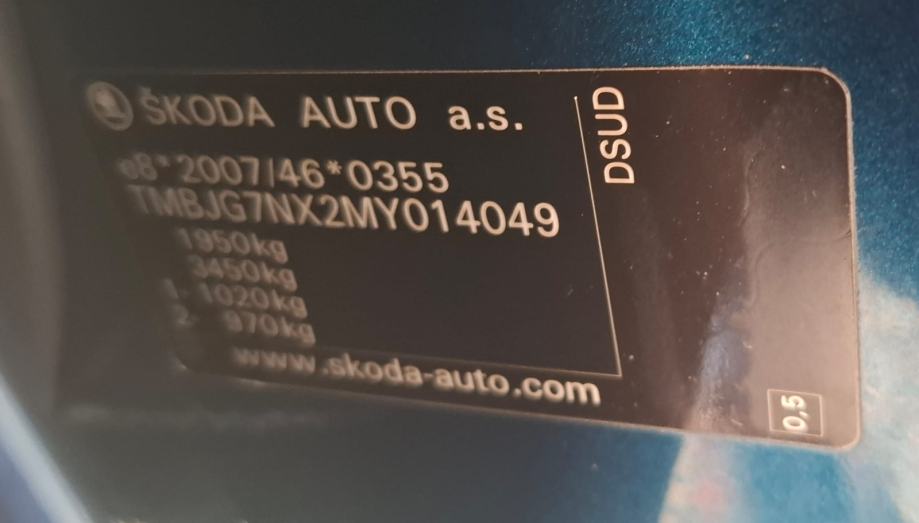 ŠKODA AUTO a.s.
e8*2007/46*0355
TMBJG7NX2MY014049
1950kg
3450kg
1- 1020kg
2- 970kg
www.skoda-auto.com
DSUD
0,5